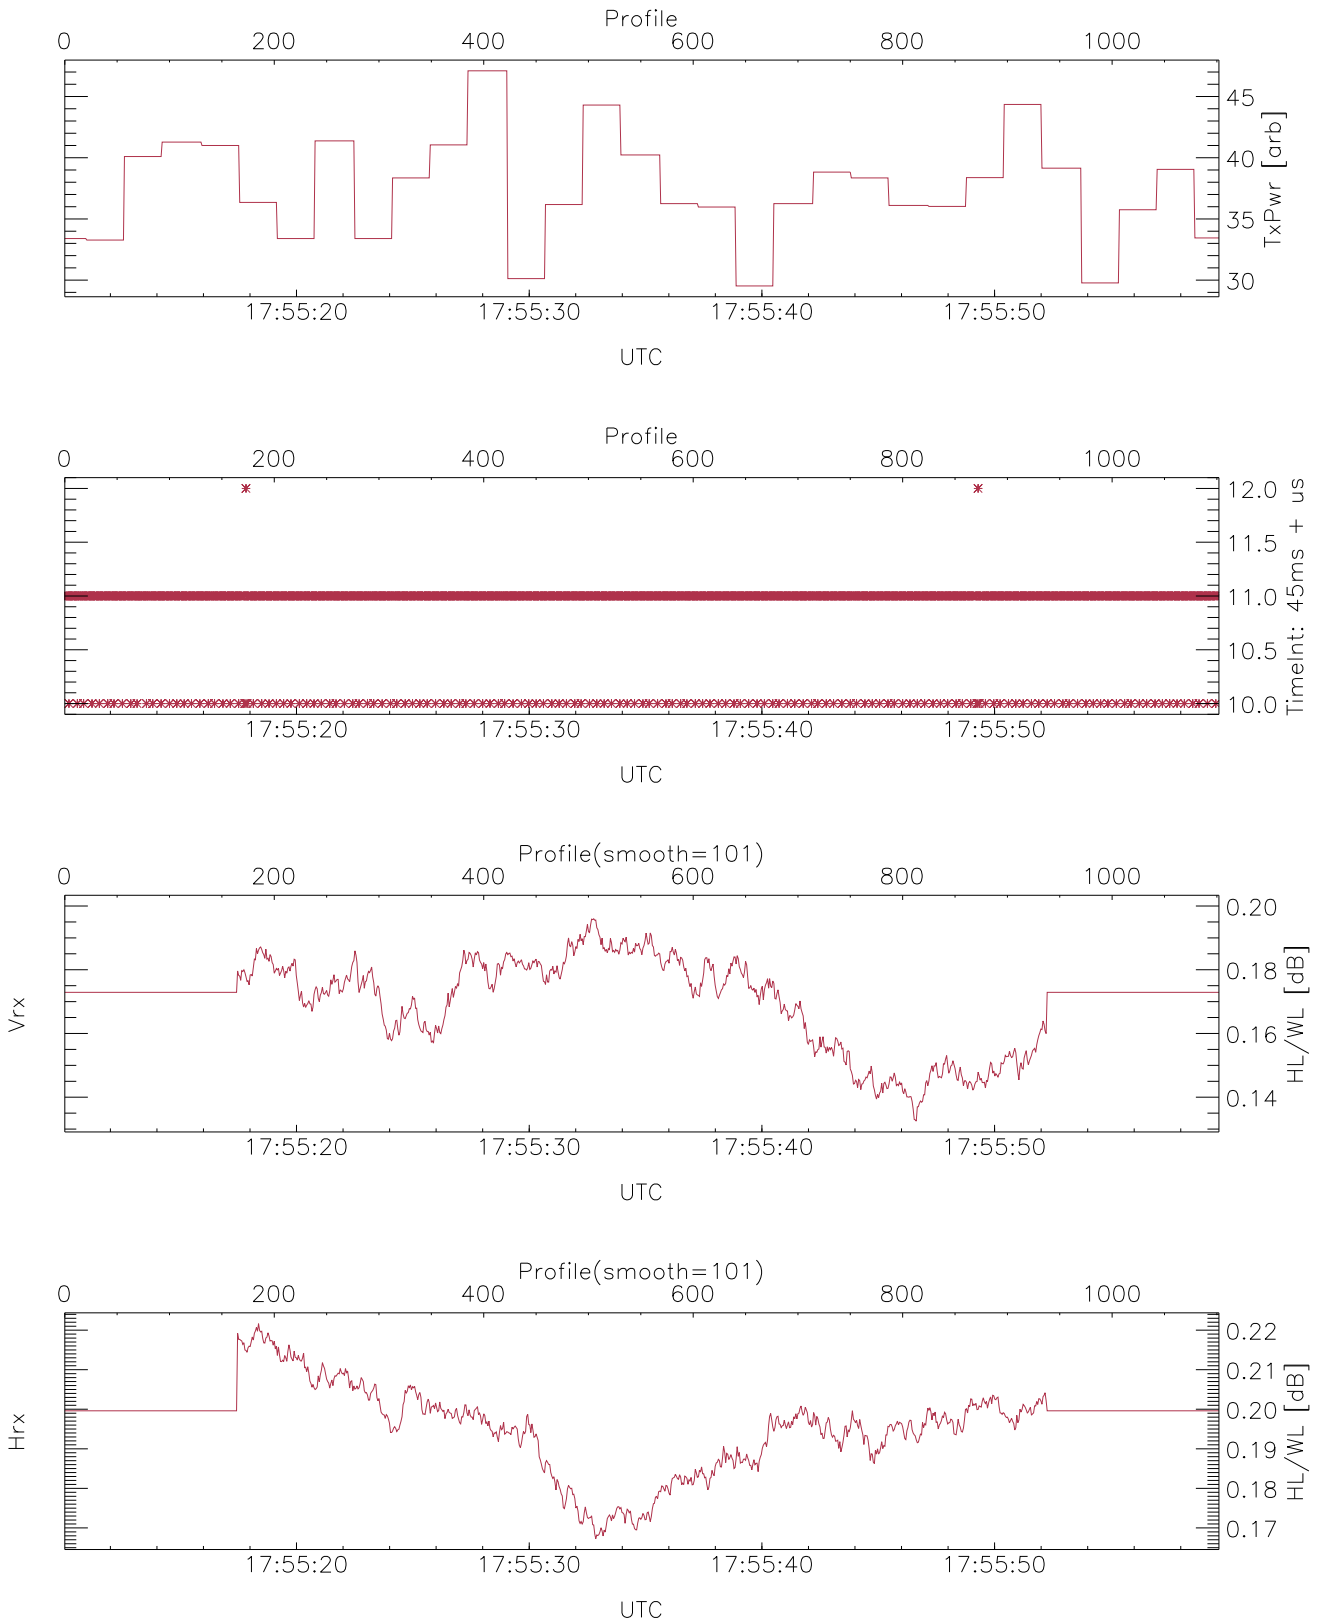 Profile
0 200 400 600 800 1000
45
40
35
30
TxPwr [arb]
17:55:20 17:55:30 17:55:40 17:55:50
UTC
Profile
0 200 400 600 800 1000
12.0
11.5
11.0
10.5
10.0
TimeInt: 45ms + us
17:55:20 17:55:30 17:55:40 17:55:50
UTC
Profile(smooth=101)
0 200 400 600 800 1000
Vrx
0.20
0.18
0.16
0.14
HL/WL [dB]
17:55:20 17:55:30 17:55:40 17:55:50
UTC
Profile(smooth=101)
0 200 400 600 800 1000
Hrx
0.22
0.21
0.20
0.19
0.18
0.17
HL/WL [dB]
17:55:20 17:55:30 17:55:40 17:55:50
UTC